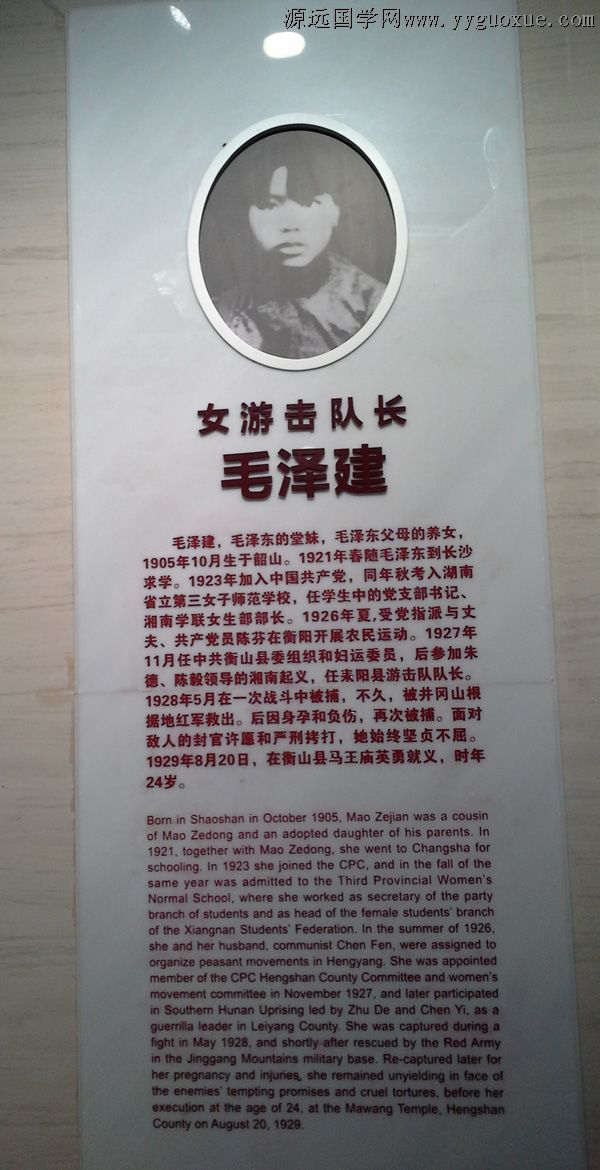 源远国学网www.yyguoxue.com
女游击队长
毛泽建
毛泽建，毛泽东的堂妹，毛泽东父母的养女，
1905年10月生于韶山。1921年春随毛泽东到长沙
求学。1923年加入中国共产党，同年秋考入湖南
省立第三女子师范学校，任学生中的党支部书记、
湘南学联女生部部长。1926年夏,受党指派与丈
夫、共产党员陈芬在衡阳开展农民运动。1927年
11月任中共衡山县委组织和妇运委员，后参加朱
德、陈毅领导的湘南起义，任耒阳县游击队队长。
1928年5月在一次战斗中被捕，不久，被井冈山根
据地红军救出。后因身孕和负伤，再次被捕。面对
敌人的封官许愿和严刑拷打，她始终坚贞不屈。
1929年8月20日，在衡山县马王庙英勇就义，时年
24岁。
Born in Shaoshan in October 1905, Mao Zejian was a cousin
of Mao Zedong and an adopted daughter of his parents. In
1921, together with Mao Zedong, she went to Changsha for
schooling. In 1923 she joined the CPC, and in the fall of the
same year was admitted to the Third Provincial Women's
Normal School, where she worked as secretary of the party
branch of students and as head of the female students' branch
of the Xiangnan Students' Federation. In the summer of 1926,
she and her husband, communist Chen Fen, were assigned to
organize peasant movements in Hengyang. She was appointed
member of the CPC Hengshan County Committee and women's
movement committee in November 1927, and later participated
in Southern Hunan Uprising led by Zhu De and Chen Yi, as a
guerrilla leader in Leiyang County. She was captured during a
fight in May 1928, and shortly after rescued by the Red Army
in the Jinggang Mountains military base. Re-captured later for
her pregnancy and injuries, she remained unyielding in face of
the enemies' tempting promises and cruel tortures, before her
execution at the age of 24, at the Mawang Temple, Hengshan
County on August 20, 1929.